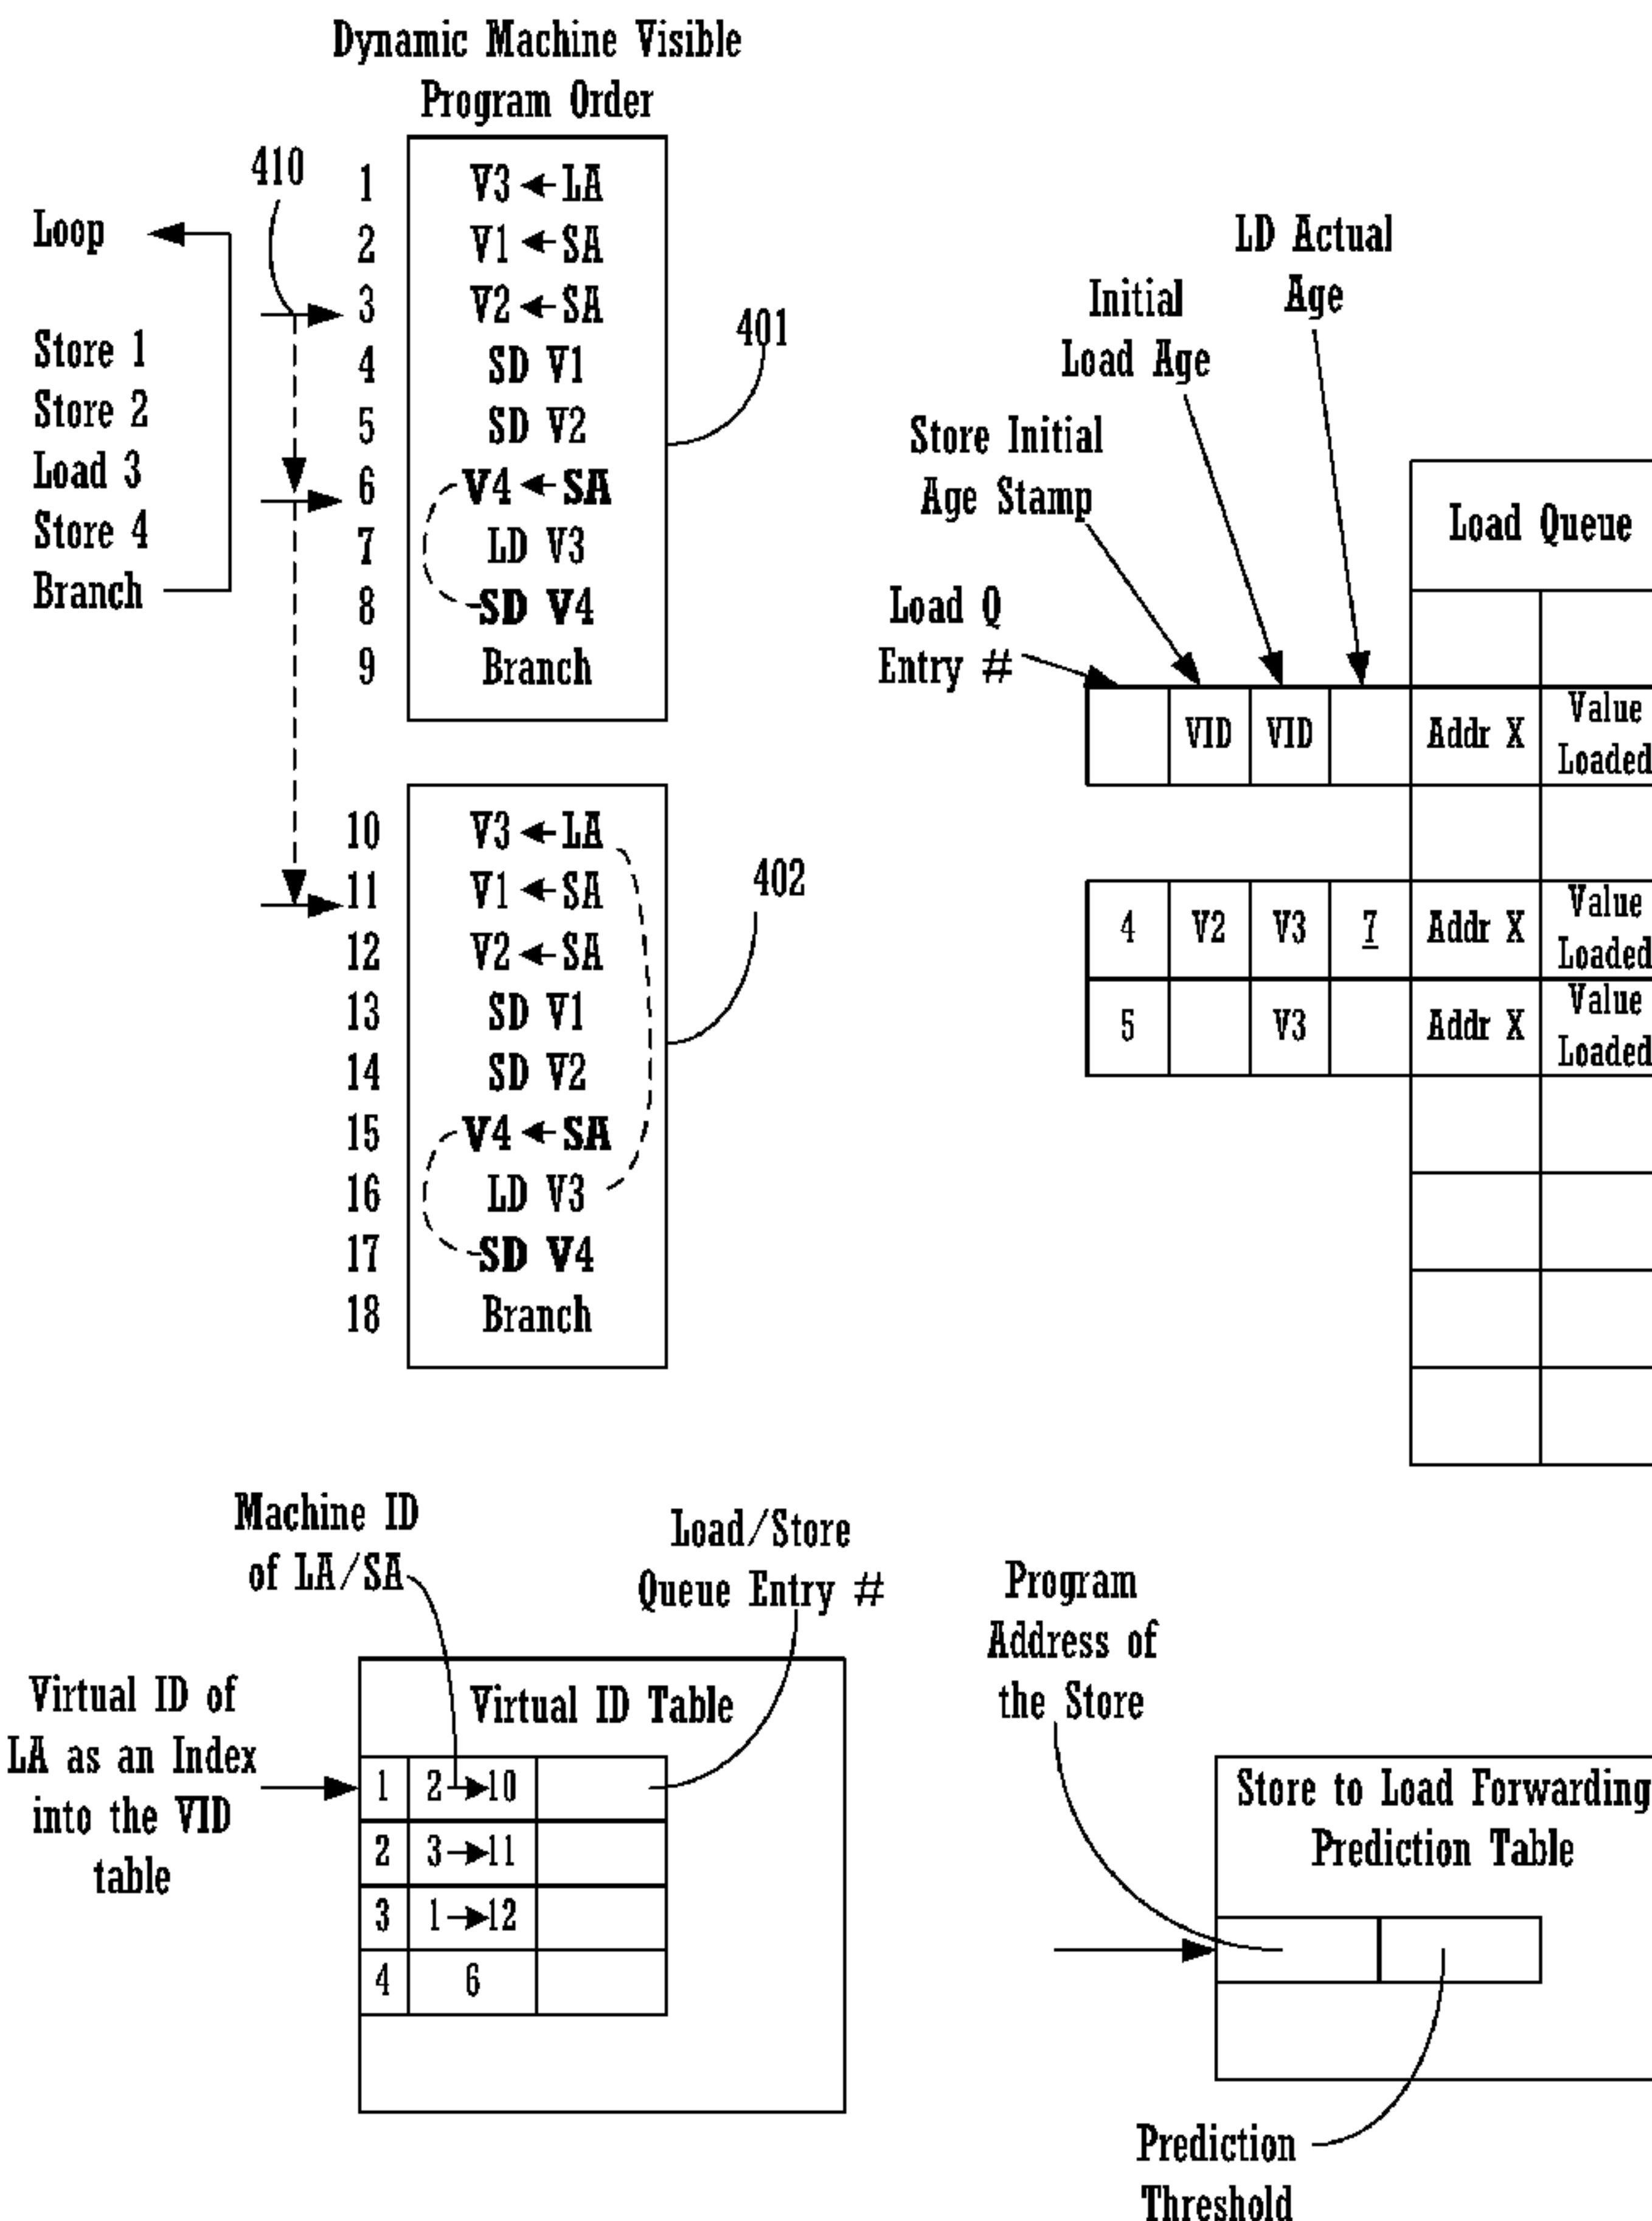 Dynamic Machine Visible
Program Order
410
Loop
Store 1
Store 2
Load 3
Store 4
Branch
1 V3 ← LA
2 V1 ← SA
3 V2 ← SA
4 SD V1
5 SD V2
6 V4 ← SA
7 LD V3
8 SD V4
9 Branch
401
10 V3 ← LA
11 V1 ← SA
12 V2 ← SA
13 SD V1
14 SD V2
15 V4 ← SA
16 LD V3
17 SD V4
18 Branch
402
LD Actual
Age
Initial
Load Age
Store Initial
Age Stamp
Load Q
Entry #
Load Queue
VID VID Addr X Value
Loaded
4 V2 V3 7 Addr X Value
Loaded
5 V3 Addr X Value
Loaded
Machine ID
of LA/SA
Load/Store
Queue Entry #
Virtual ID of
LA as an Index
into the VID
table
Virtual ID Table
1 2→10
2 3→11
3 1→12
4 6
Program
Address of
the Store
Store to Load Forwarding
Prediction Table
Prediction
Threshold